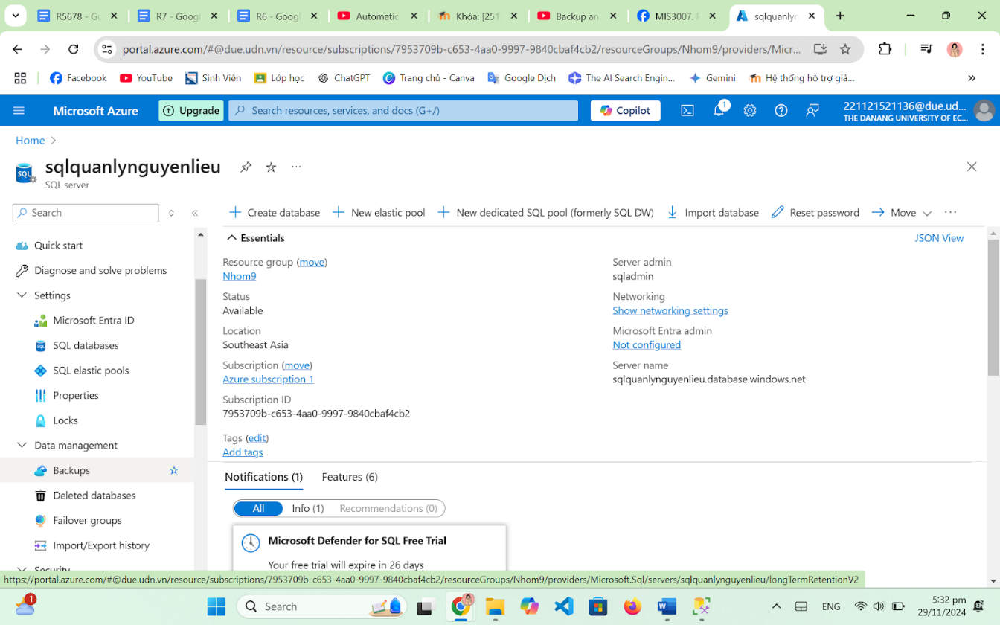 R5678 - Go
R7 - Googl
R6 - Googl
Automatic
Khóa: [251
Backup an
MIS3007.
sqlquanlyn
portal.azure.com/#@due.udn.vn/resource/subscriptions/7953709b-c653-4aa0-9997-9840cbaf4cb2/resourceGroups/Nhom9/providers/Micr...
Facebook
YouTube
Sinh Viên
Lớp học
ChatGPT
Trang chủ - Canva
Google Dịch
The AI Search Engin...
Gemini
Hệ thống hỗ trợ giả...
Microsoft Azure
Upgrade
Search resources, services, and docs (G+/)
Copilot
1
221121521136@due.ud...
THE DANANG UNIVERSITY OF EC...
Home
SQL
sqlquanlynguyenlieu
SQL server
Search
Create database
New elastic pool
New dedicated SQL pool (formerly SQL DW)
Import database
Reset password
Move
Quick start
Diagnose and solve problems
Settings
Microsoft Entra ID
SQL databases
SQL elastic pools
Properties
Locks
Data management
Backups
Deleted databases
Failover groups
Import/Export history
Security
Essentials
JSON View
Resource group (move)
Nhom9
Status
Available
Location
Southeast Asia
Subscription (move)
Azure subscription 1
Subscription ID
7953709b-c653-4aa0-9997-9840cbaf4cb2
Tags (edit)
Add tags
Server admin
sqladmin
Networking
Show networking settings
Microsoft Entra admin
Not configured
Server name
sqlquanlynguyenlieu.database.windows.net
Notifications (1)
Features (6)
All
Info (1)
Recommendations (0)
Microsoft Defender for SQL Free Trial
Your free trial will expire in 26 days
https://portal.azure.com/#@due.udn.vn/resource/subscriptions/7953709b-c653-4aa0-9997-9840cbaf4cb2/resourceGroups/Nhom9/providers/Microsoft.Sql/servers/sqlquanlynguyenlieu/longTermRetentionV2
1
Search
ENG
5:32 pm
29/11/2024